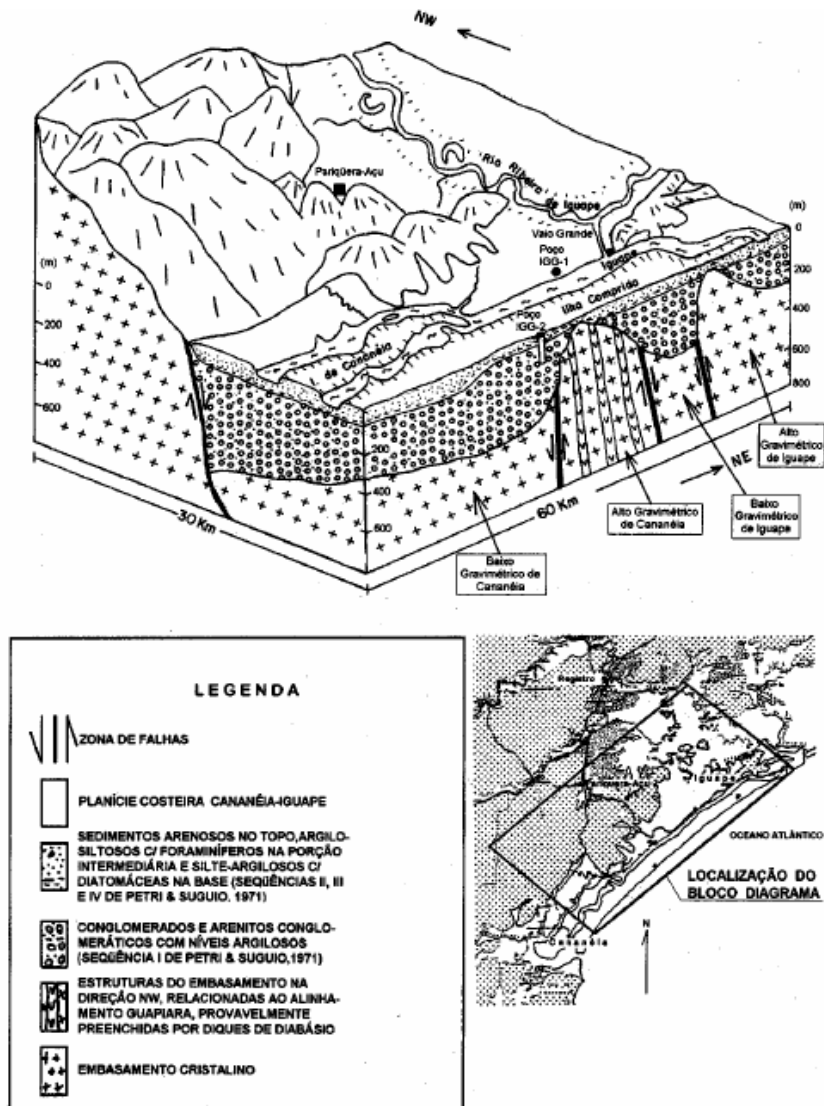 NW
Pariqüera-Açu
Rio Ribeira
de Iguape
Valo Grande
Poço
IGG-1
Iguape
Ilha Comprida
Poço
IGG-2
de Cananéia
(m)
0
200
400
600
(m)
0
200
400
600
800
200
400
600
30 Km
60 Km
NE
Alto
Gravimétrico
de Iguape
Baixo
Gravimétrico
de Iguape
Alto Gravimétrico
de Cananéia
Baixo
Gravimétrico de
Cananéia
LEGENDA
ZONA DE FALHAS
PLANÍCIE COSTEIRA CANANÉIA-IGUAPE
SEDIMENTOS ARENOSOS NO TOPO,ARGILO-
SILTOSOS C/ FORAMINÍFEROS NA PORÇÃO
INTERMEDIÁRIA E SILTE-ARGILOSOS C/
DIATOMÁCEAS NA BASE (SEQÜÊNCIAS II, III
E IV DE PETRI & SUGUIO. 1971)
CONGLOMERADOS E ARENITOS CONGLO-
MERÁTICOS COM NÍVEIS ARGILOSOS
(SEQÜÊNCIA I DE PETRI & SUGUIO,1971)
ESTRUTURAS DO EMBASAMENTO NA
DIREÇÃO NW, RELACIONADAS AO ALINHA-
MENTO GUAPIARA, PROVAVELMENTE
PREENCHIDAS POR DIQUES DE DIABÁSIO
EMBASAMENTO CRISTALINO
Registro
Iguape
OCEANO ATLÂNTICO
LOCALIZAÇÃO DO
BLOCO DIAGRAMA
N
Cananéia